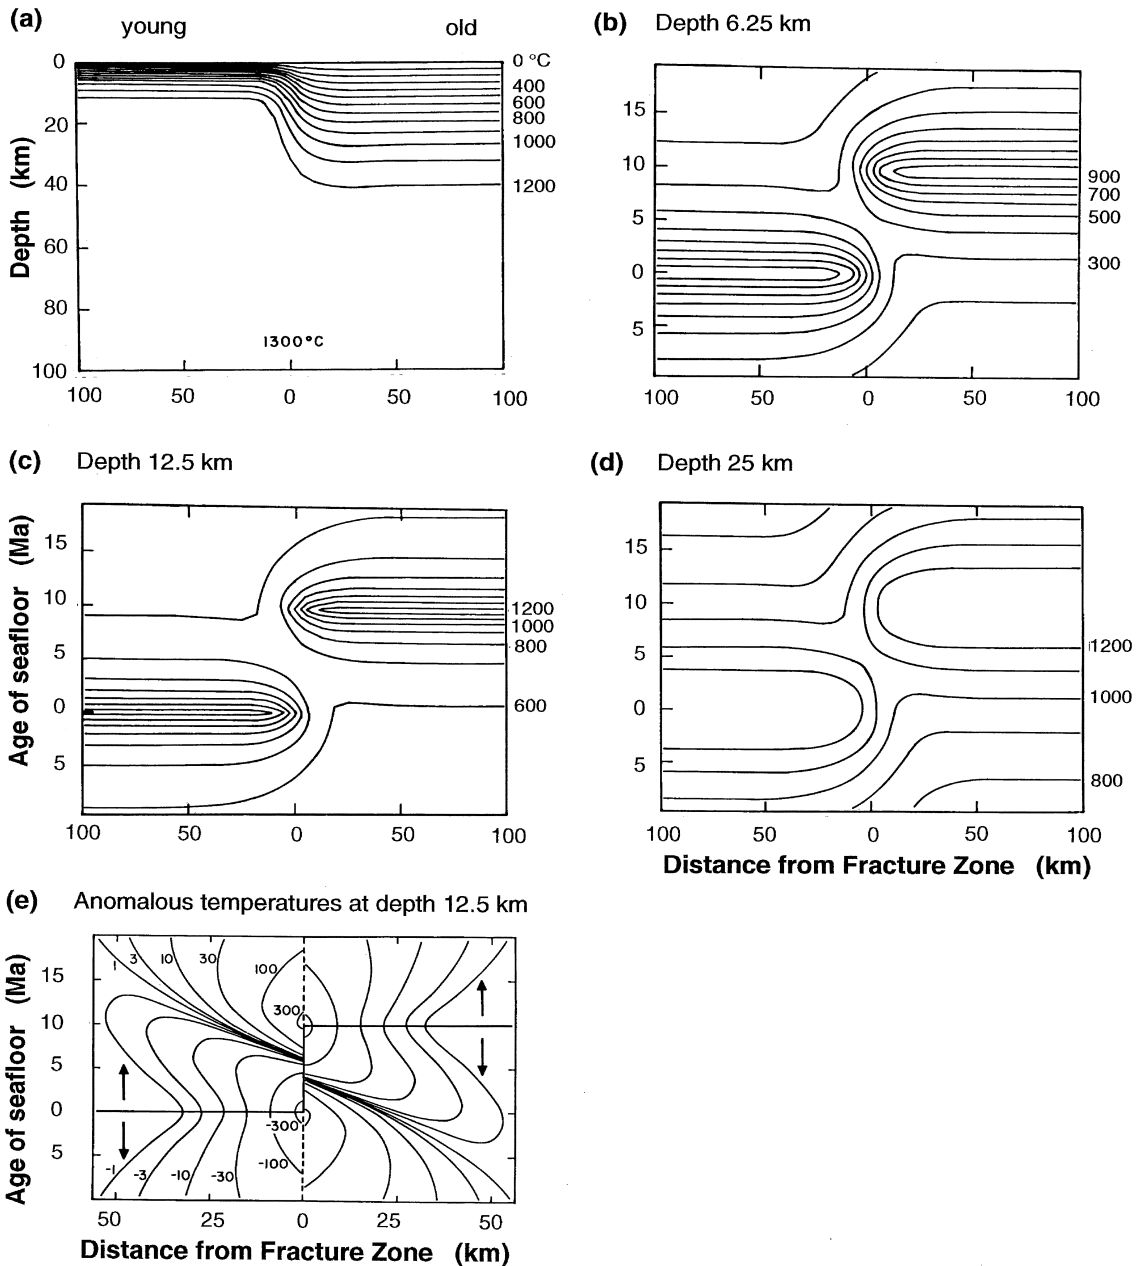 (a)
young old
0 0 °C
400
600
20 800
1000
40 1200
60
80
1300°C
100
100 50 0 50 100
Depth (km)
(b) Depth 6.25 km
15
10
900
700
5 500
300
0
5
100 50 0 50 100
(c) Depth 12.5 km
15
10 1200
1000
800
5
0 600
5
100 50 0 50 100
Age of seafloor (Ma)
(d) Depth 25 km
15
10
5 1200
1000
0
5
800
100 50 0 50 100
Distance from Fracture Zone (km)
(e) Anomalous temperatures at depth 12.5 km
1 3 10 30 100
15
300
10
5
0
-300
5 -1 -3 -10 -30 -100
50 25 0 25 50
Age of seafloor (Ma)
Distance from Fracture Zone (km)